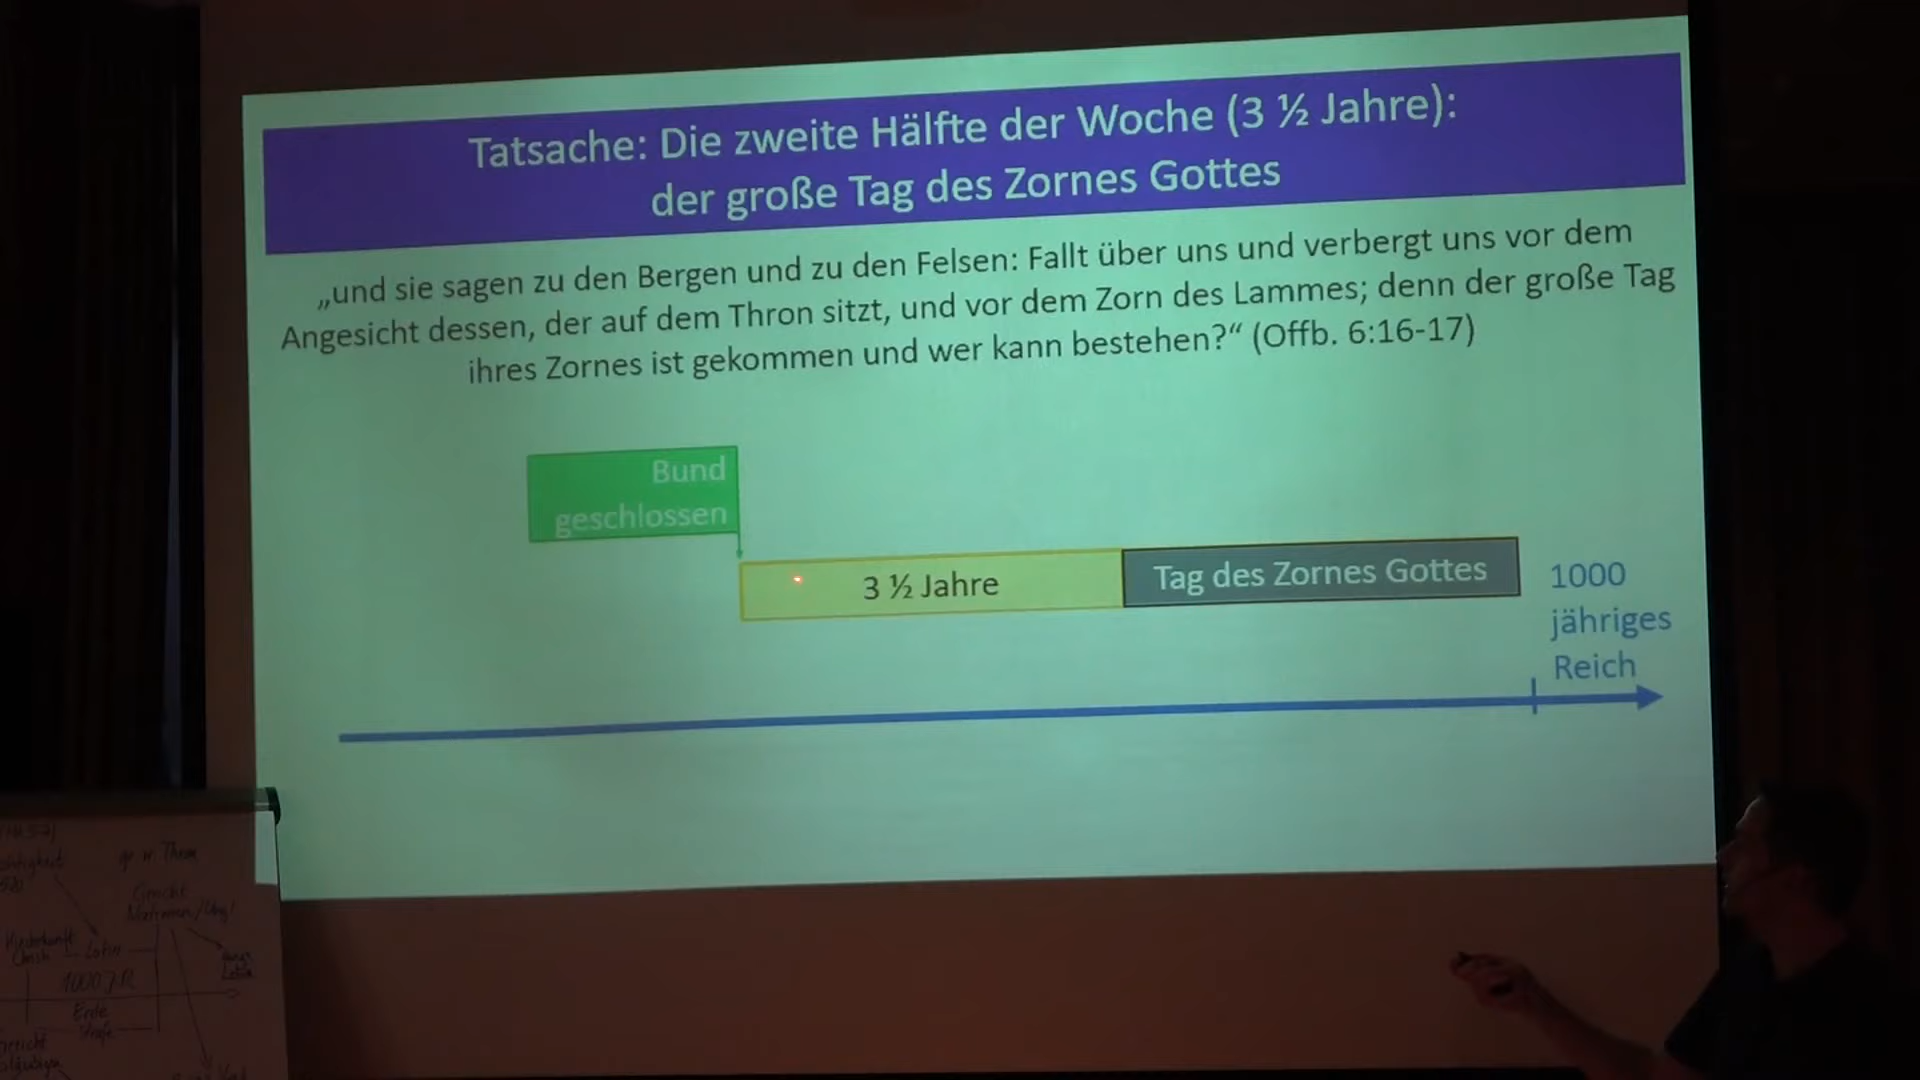 Tatsache: Die zweite Hälfte der Woche (3 ½ Jahre):
der große Tag des Zornes Gottes
„und sie sagen zu den Bergen und zu den Felsen: Fallt über uns und verbergt uns vor dem
Angesicht dessen, der auf dem Thron sitzt, und vor dem Zorn des Lammes; denn der große Tag
ihres Zornes ist gekommen und wer kann bestehen?“ (Offb. 6:16-17)
Bund
geschlossen
3 ½ Jahre
Tag des Zornes Gottes
1000
jähriges
Reich
Thron
Gericht
1000 J.R.
Erde